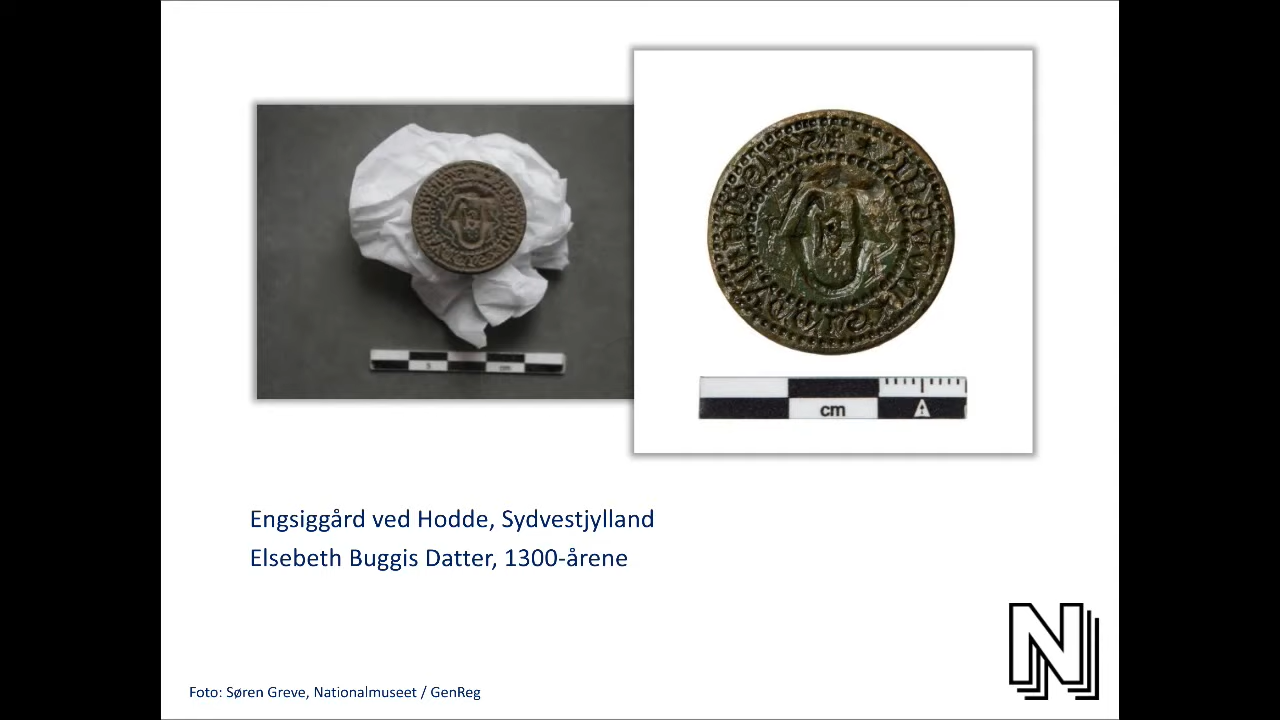 cm
Engsiggård ved Hodde, Sydvestjylland
Elsebeth Buggis Datter, 1300-årene
N
Foto: Søren Greve, Nationalmuseet / GenReg